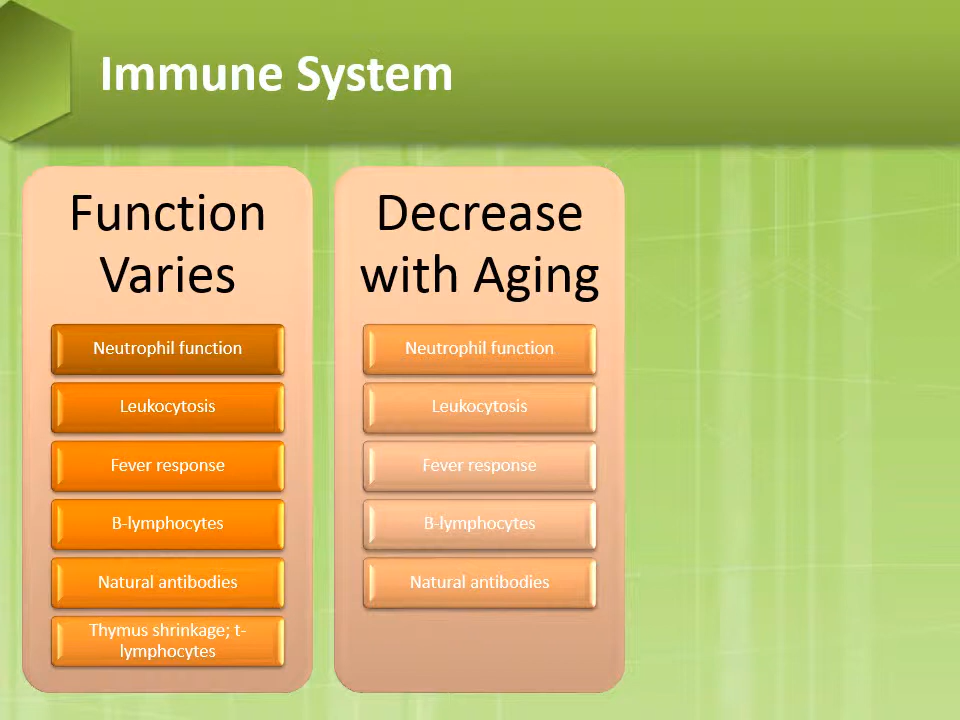 Immune System
Function
Varies
Neutrophil function
Leukocytosis
Fever response
B-lymphocytes
Natural antibodies
Thymus shrinkage; t-
lymphocytes
Decrease
with Aging
Neutrophil function
Leukocytosis
Fever response
B-lymphocytes
Natural antibodies